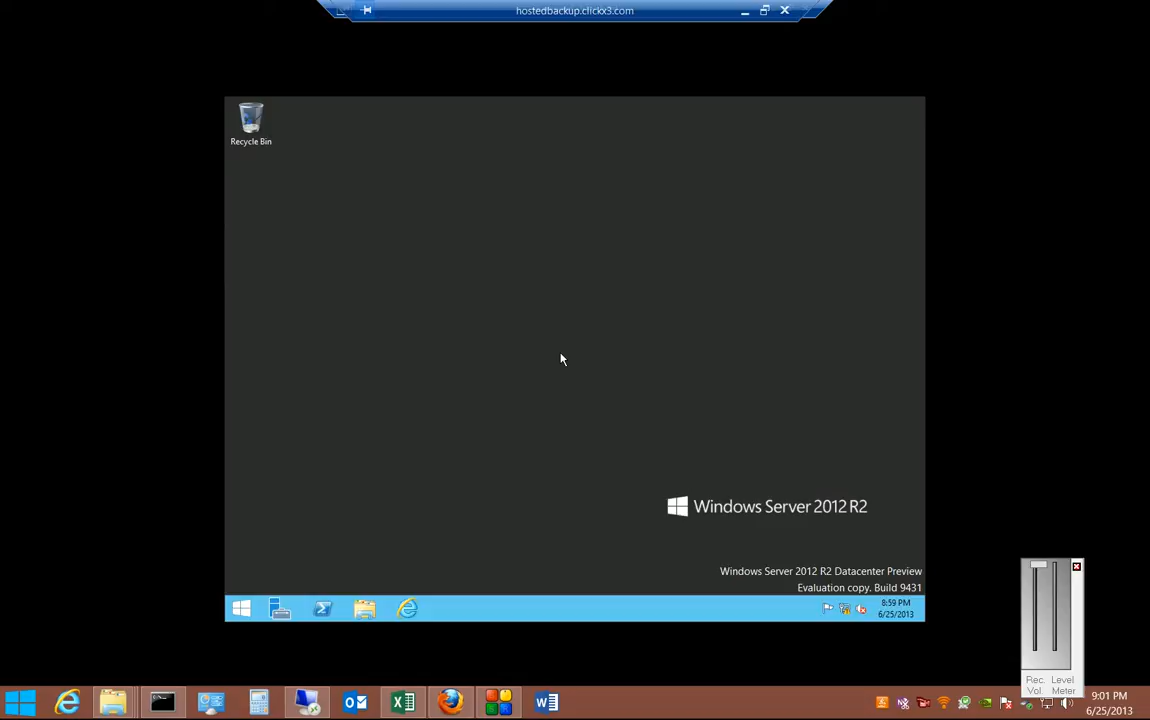 hostedbackup.clickx3.com
Recycle Bin
Windows Server 2012 R2
Windows Server 2012 R2 Datacenter Preview
Evaluation copy. Build 9431
8:59 PM
6/25/2013
Rec. Level
Vol. Meter
9:01 PM
6/25/2013